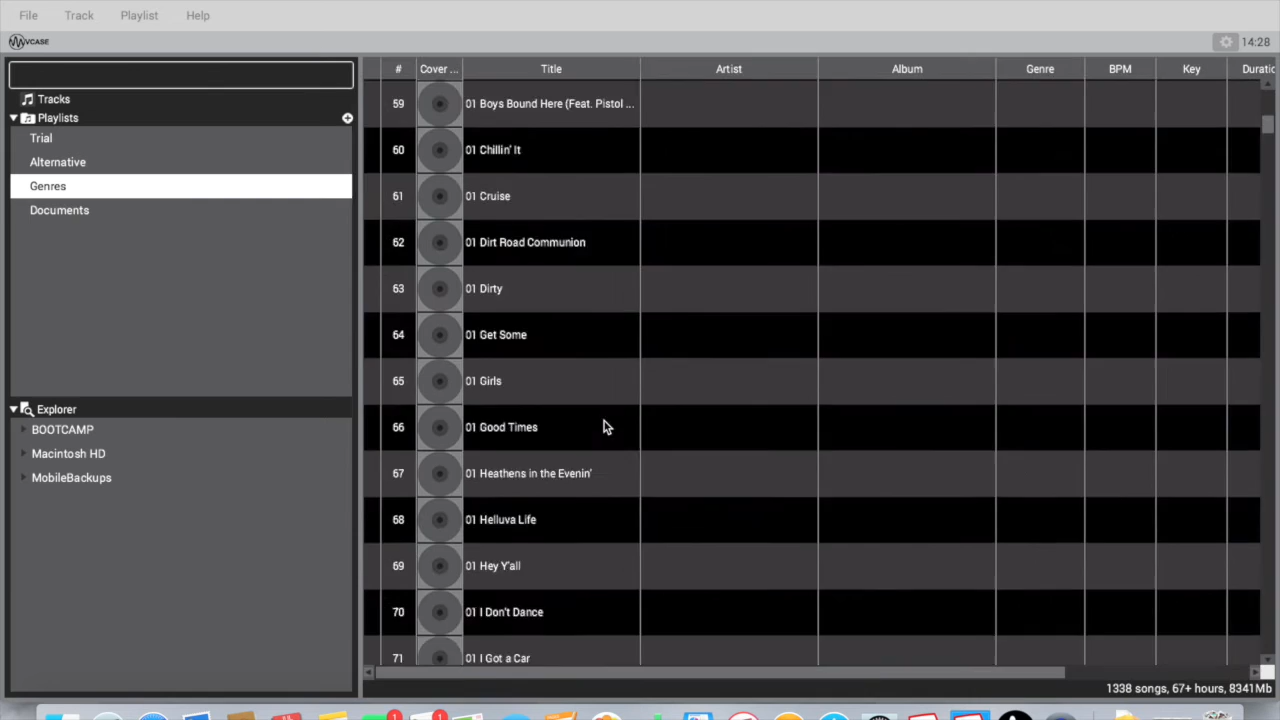 File Track Playlist Help
VCASE 14:28
# Cover ... Title Artist Album Genre BPM Key Duratic
Tracks
Playlists
Trial
Alternative
Genres
Documents
Explorer
BOOTCAMP
Macintosh HD
MobileBackups
59 01 Boys Bound Here (Feat. Pistol ...
60 01 Chillin' It
61 01 Cruise
62 01 Dirt Road Communion
63 01 Dirty
64 01 Get Some
65 01 Girls
66 01 Good Times
67 01 Heathens in the Evenin'
68 01 Helluva Life
69 01 Hey Y'all
70 01 I Don't Dance
71 01 I Got a Car
1338 songs, 67+ hours, 8341Mb
1 1